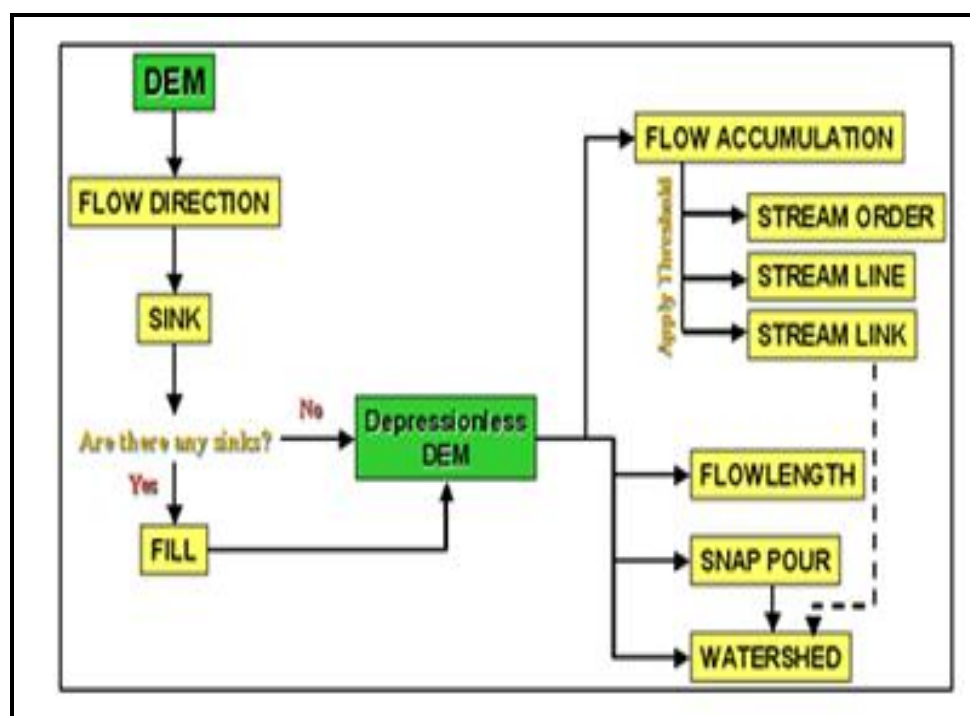 DEM
FLOW DIRECTION
SINK
Are there any sinks?
No
Yes
FILL
Depressionless
DEM
FLOW ACCUMULATION
Apply Threshold
STREAM ORDER
STREAM LINE
STREAM LINK
FLOWLENGTH
SNAP POUR
WATERSHED